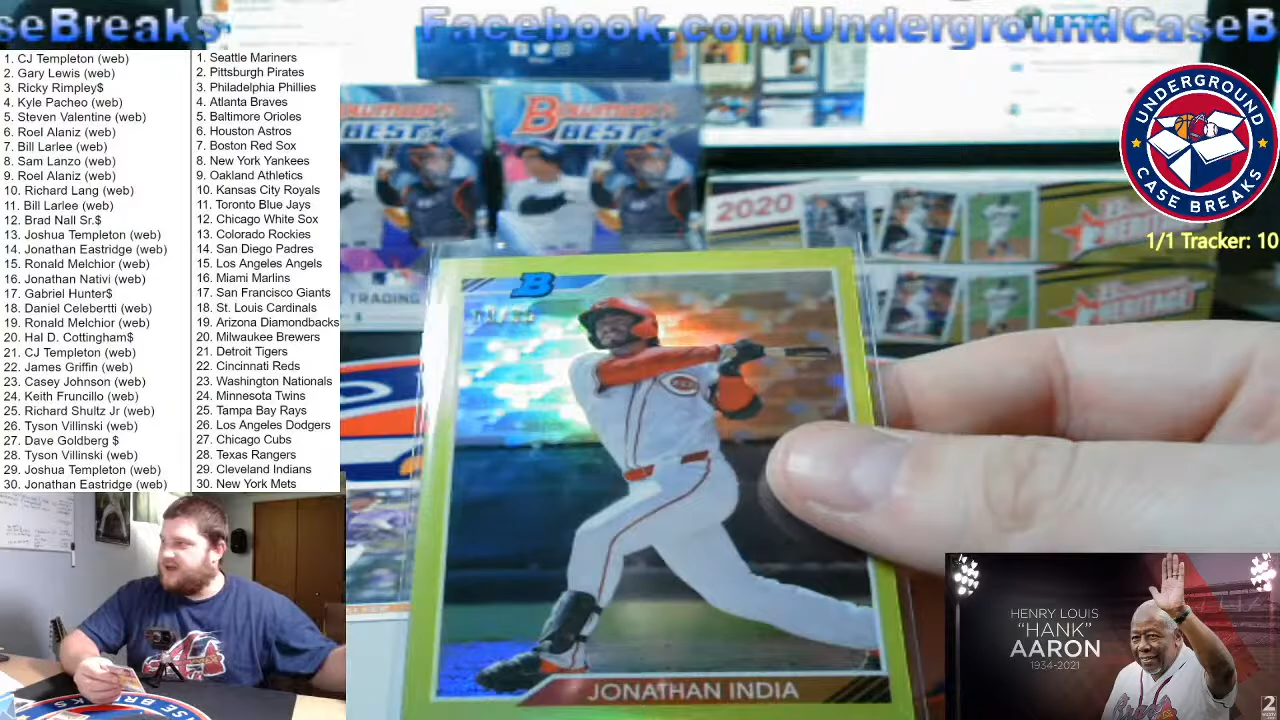 seBreaks
Facebook.com/UndergroundCaseB
1. CJ Templeton (web)
2. Gary Lewis (web)
3. Ricky Rimpley$
4. Kyle Pacheo (web)
5. Steven Valentine (web)
6. Roel Alaniz (web)
7. Bill Larlee (web)
8. Sam Lanzo (web)
9. Roel Alaniz (web)
10. Richard Lang (web)
11. Bill Larlee (web)
12. Brad Nall Sr.$
13. Joshua Templeton (web)
14. Jonathan Eastridge (web)
15. Ronald Melchior (web)
16. Jonathan Nativi (web)
17. Gabriel Hunter$
18. Daniel Celebertti (web)
19. Ronald Melchior (web)
20. Hal D. Cottingham$
21. CJ Templeton (web)
22. James Griffin (web)
23. Casey Johnson (web)
24. Keith Fruncillo (web)
25. Richard Shultz Jr (web)
26. Tyson Villinski (web)
27. Dave Goldberg $
28. Tyson Villinski (web)
29. Joshua Templeton (web)
30. Jonathan Eastridge (web)
1. Seattle Mariners
2. Pittsburgh Pirates
3. Philadelphia Phillies
4. Atlanta Braves
5. Baltimore Orioles
6. Houston Astros
7. Boston Red Sox
8. New York Yankees
9. Oakland Athletics
10. Kansas City Royals
11. Toronto Blue Jays
12. Chicago White Sox
13. Colorado Rockies
14. San Diego Padres
15. Los Angeles Angels
16. Miami Marlins
17. San Francisco Giants
18. St. Louis Cardinals
19. Arizona Diamondbacks
20. Milwaukee Brewers
21. Detroit Tigers
22. Cincinnati Reds
23. Washington Nationals
24. Minnesota Twins
25. Tampa Bay Rays
26. Los Angeles Dodgers
27. Chicago Cubs
28. Texas Rangers
29. Cleveland Indians
30. New York Mets
BOWMAN'S
BEST
BOWMAN'S
BEST
TRADING
2020
HERITAGE
HERITAGE
UNDERGROUND
CASE BREAKS
1/1 Tracker: 10
B
REDS
JONATHAN INDIA
HENRY LOUIS
"HANK"
AARON
1934-2021
2
CASE BRE